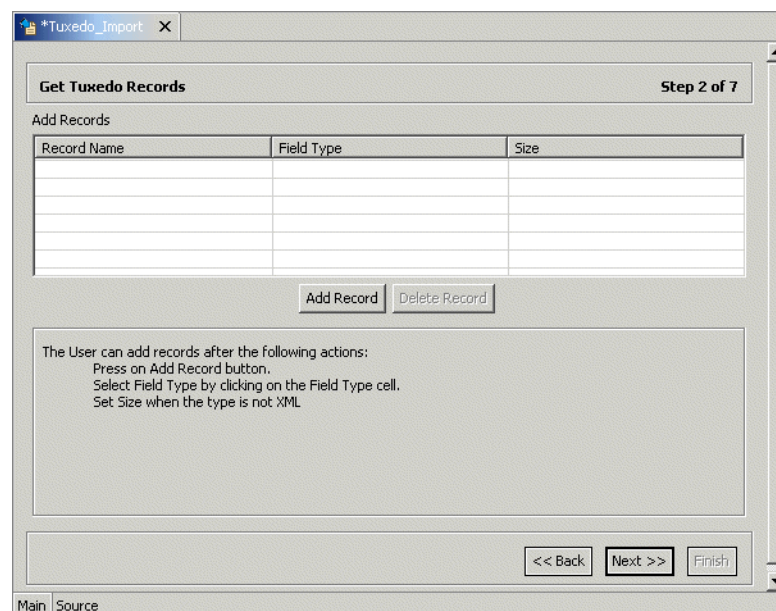 *Tuxedo_Import X
Get Tuxedo Records Step 2 of 7
Add Records
Record Name Field Type Size
Add Record Delete Record
The User can add records after the following actions:
Press on Add Record button.
Select Field Type by clicking on the Field Type cell.
Set Size when the type is not XML
<< Back Next >> Finish
Main Source